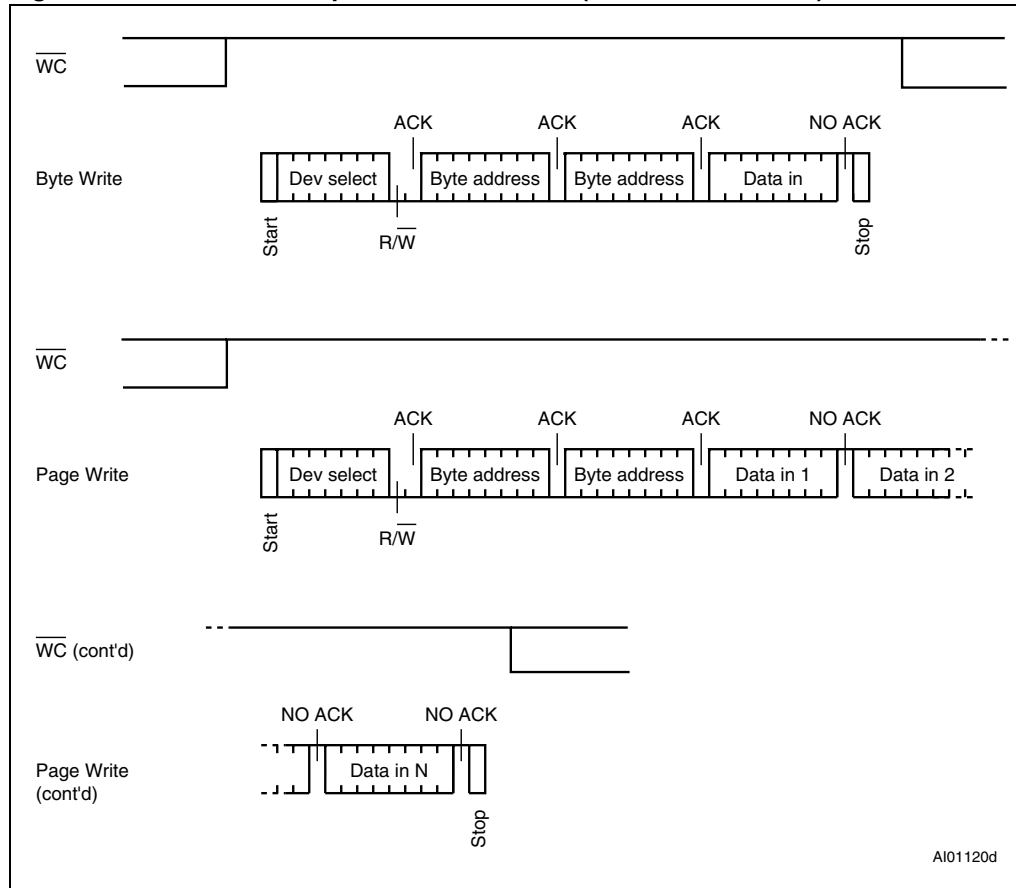 WC
ACK ACK ACK NO ACK
Byte Write Dev select Byte address Byte address Data in
Start R/W Stop
WC
ACK ACK ACK NO ACK
Page Write Dev select Byte address Byte address Data in 1 Data in 2
Start R/W
WC (cont'd)
NO ACK NO ACK
Page Write
(cont'd)
Data in N
Stop
AI01120d